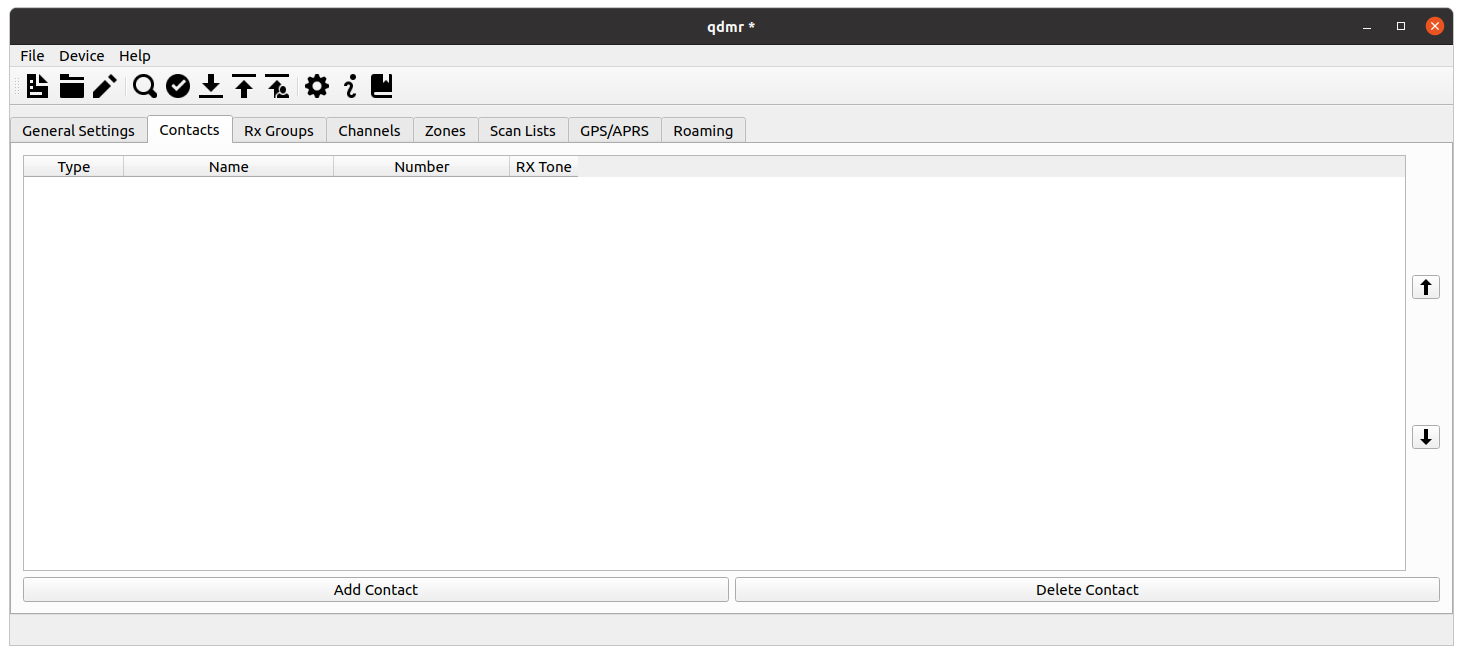 qdmr *
File Device Help
General Settings Contacts Rx Groups Channels Zones Scan Lists GPS/APRS Roaming
Type Name Number RX Tone
Add Contact Delete Contact